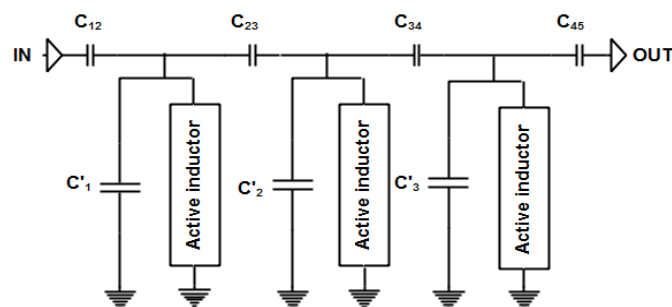 C₁₂ C₂₃ C₃₄ C₄₅
IN OUT
C'₁ Active inductor C'₂ Active inductor C'₃ Active inductor